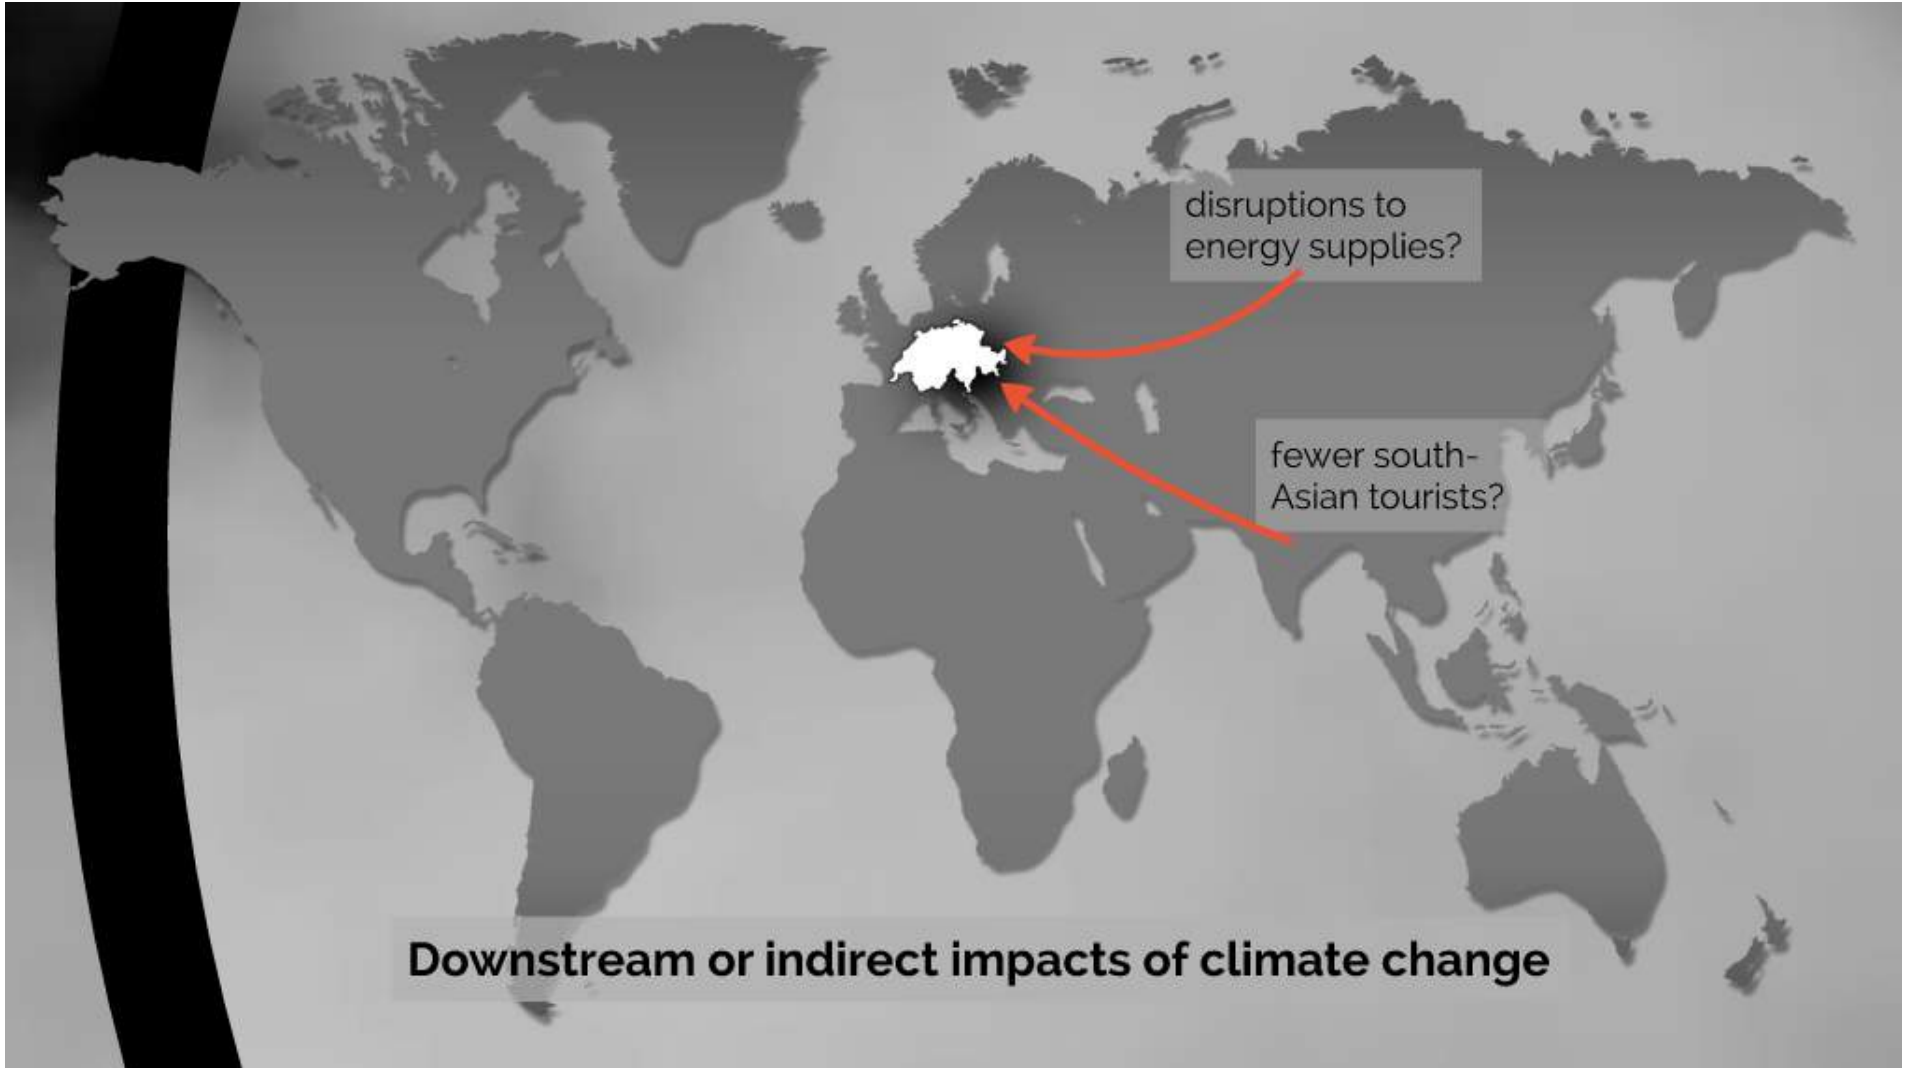 disruptions to
energy supplies?
fewer south-
Asian tourists?
Downstream or indirect impacts of climate change